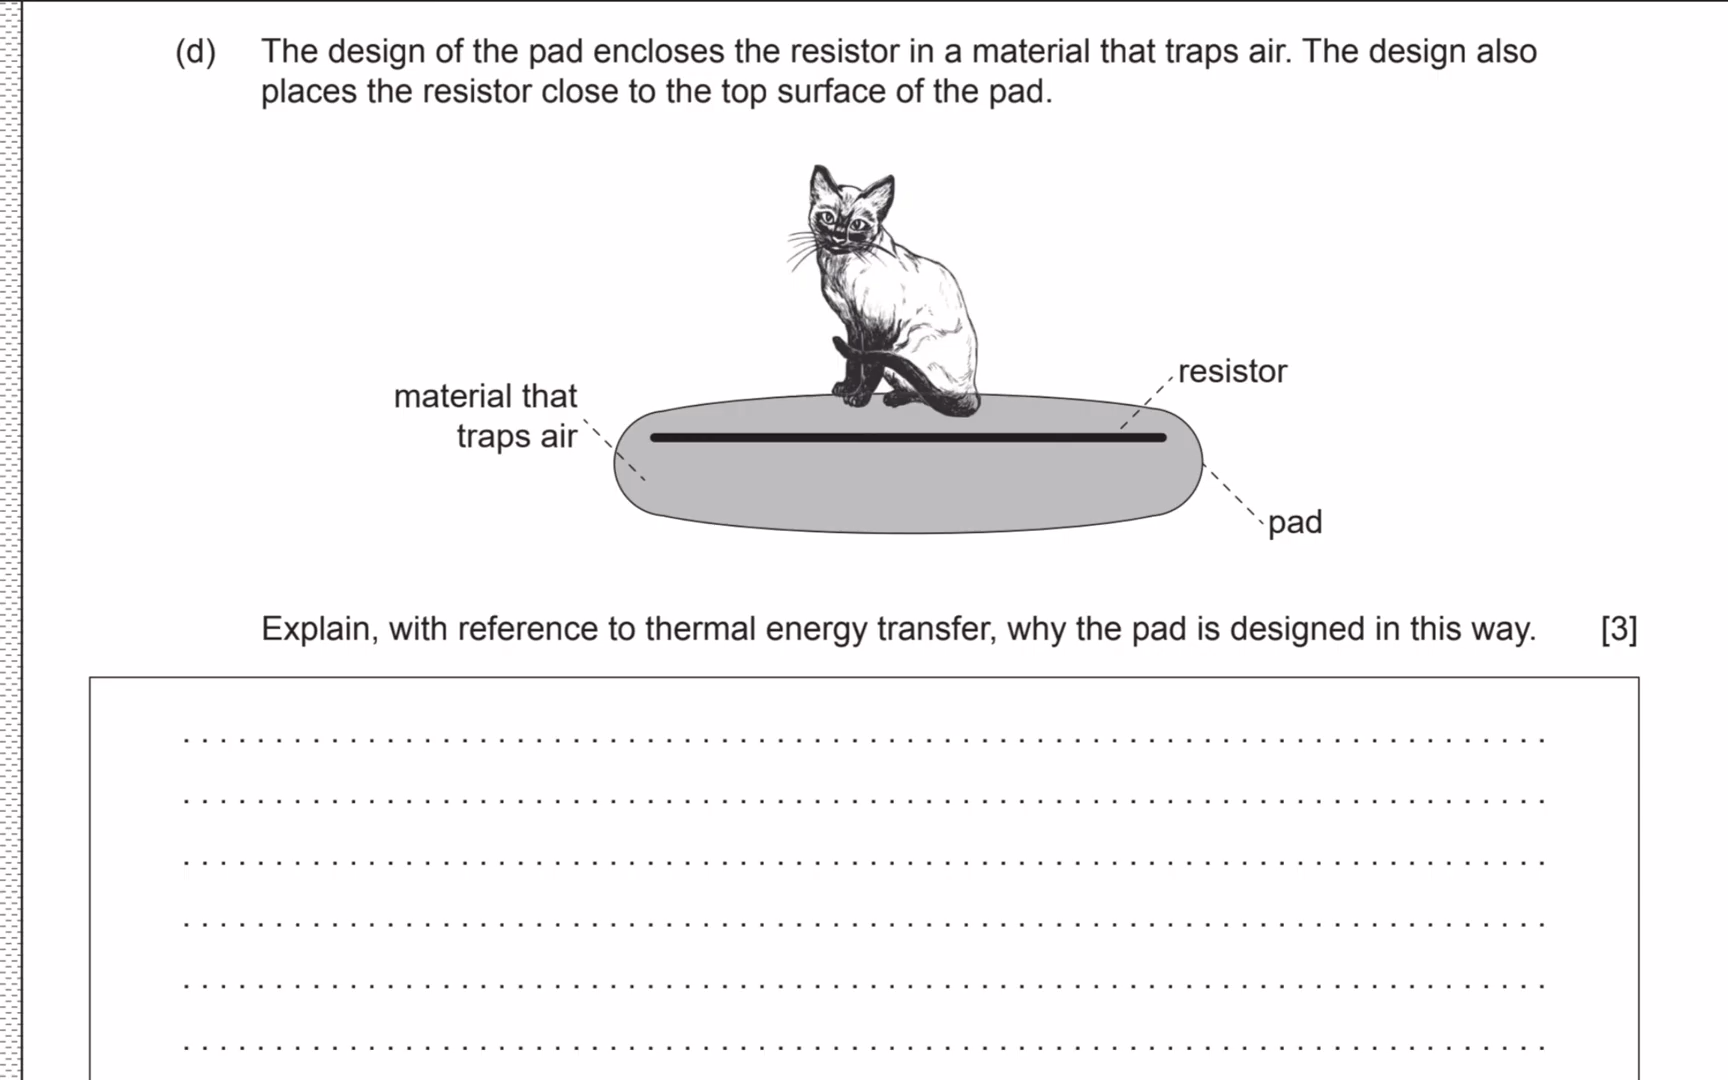 (d) The design of the pad encloses the resistor in a material that traps air. The design also
places the resistor close to the top surface of the pad.
resistor
material that
traps air
pad
Explain, with reference to thermal energy transfer, why the pad is designed in this way. [3]